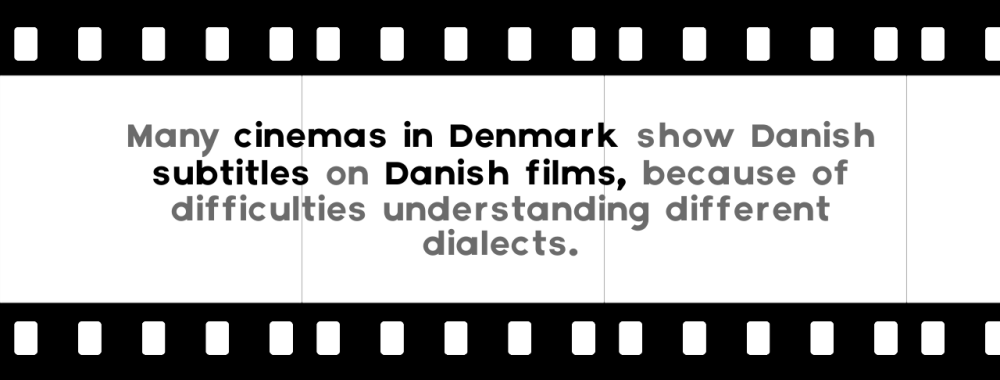 Many cinemas in Denmark show Danish
subtitles on Danish films, because of
difficulties understanding different
dialects.